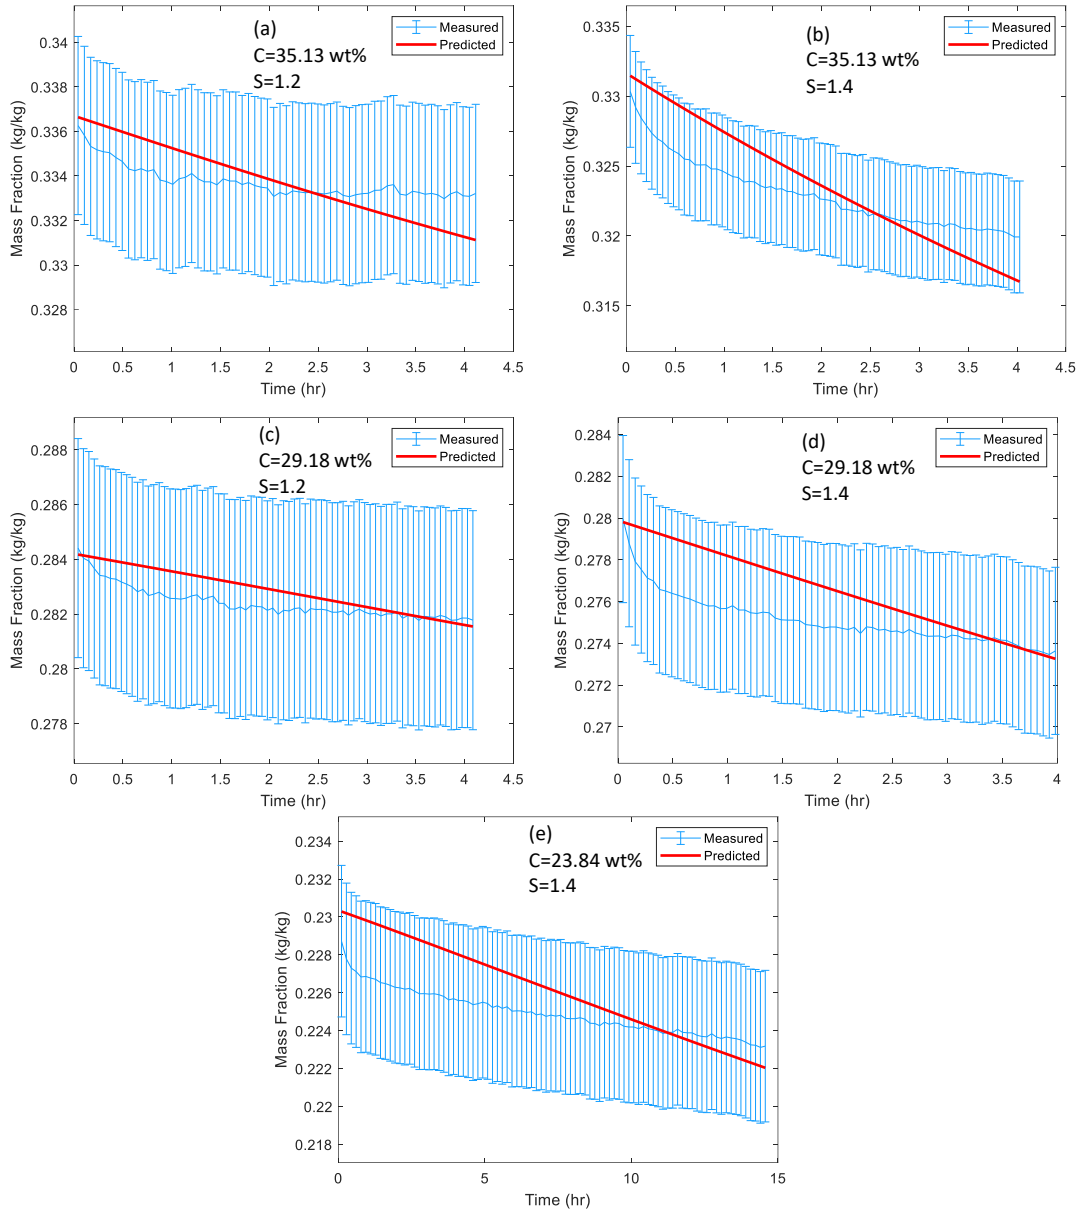 (a)
C=35.13 wt%
S=1.2
Measured
Predicted
0.34
0.338
0.336
0.334
0.332
0.33
0.328
Mass Fraction (kg/kg)
0 0.5 1 1.5 2 2.5 3 3.5 4 4.5
Time (hr)
(b)
C=35.13 wt%
S=1.4
Measured
Predicted
0.335
0.33
0.325
0.32
0.315
Mass Fraction (kg/kg)
0 0.5 1 1.5 2 2.5 3 3.5 4 4.5
Time (hr)
(c)
C=29.18 wt%
S=1.2
Measured
Predicted
0.288
0.286
0.284
0.282
0.28
0.278
Mass Fraction (kg/kg)
0 0.5 1 1.5 2 2.5 3 3.5 4 4.5
Time (hr)
(d)
C=29.18 wt%
S=1.4
Measured
Predicted
0.284
0.282
0.28
0.278
0.276
0.274
0.272
0.27
Mass Fraction (kg/kg)
0 0.5 1 1.5 2 2.5 3 3.5 4
Time (hr)
(e)
C=23.84 wt%
S=1.4
Measured
Predicted
0.234
0.232
0.23
0.228
0.226
0.224
0.222
0.22
0.218
Mass Fraction (kg/kg)
0 5 10 15
Time (hr)